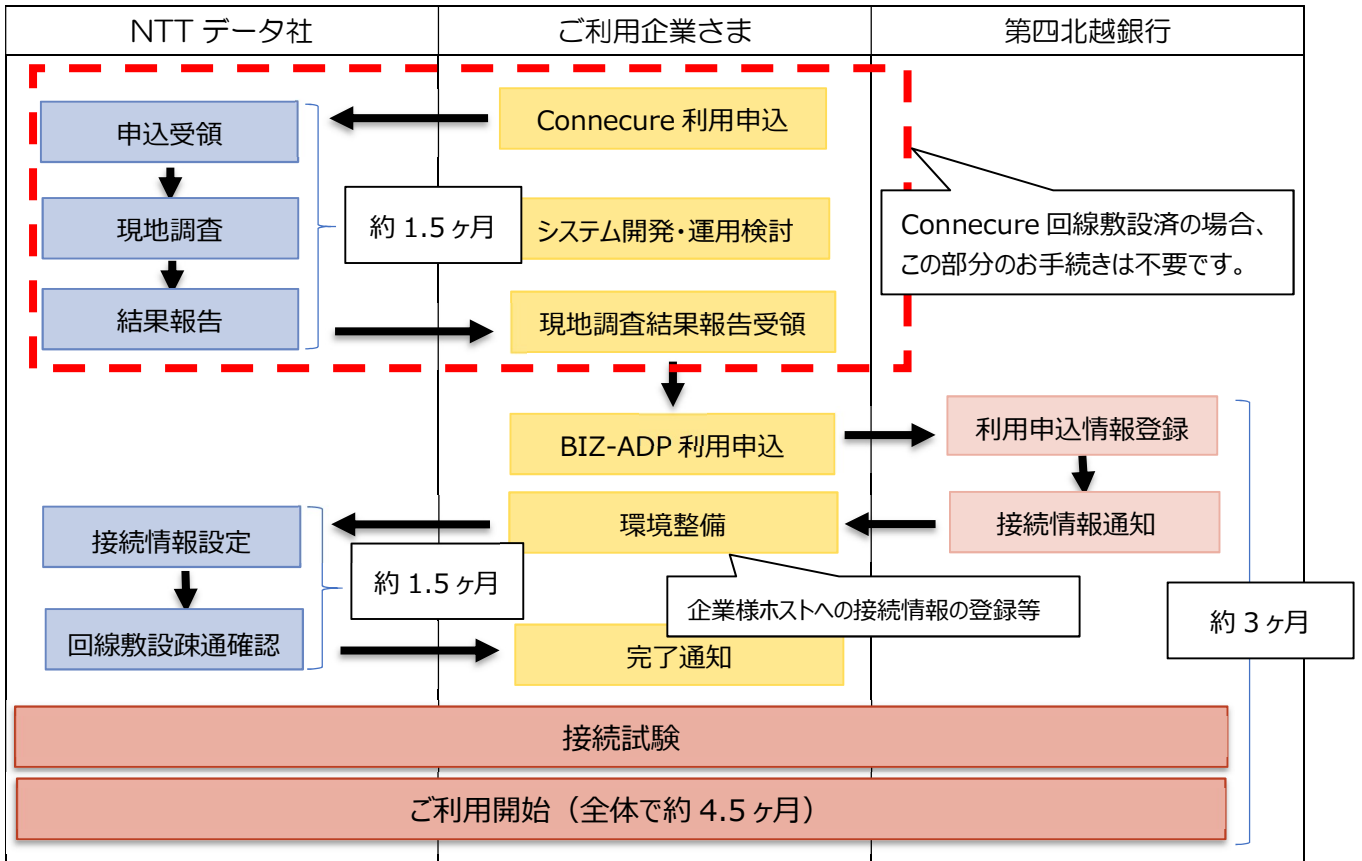 NTT データ社
ご利用企業さま
第四北越銀行
申込受領
Connecure 利用申込
現地調査
約 1.5 ヶ月
システム開発・運用検討
Connecure 回線敷設済の場合、
この部分のお手続きは不要です。
結果報告
現地調査結果報告受領
BIZ-ADP 利用申込
利用申込情報登録
接続情報設定
環境整備
接続情報通知
約 1.5 ヶ月
企業様ホストへの接続情報の登録等
約 3 ヶ月
回線敷設疎通確認
完了通知
接続試験
ご利用開始（全体で約 4.5 ヶ月）